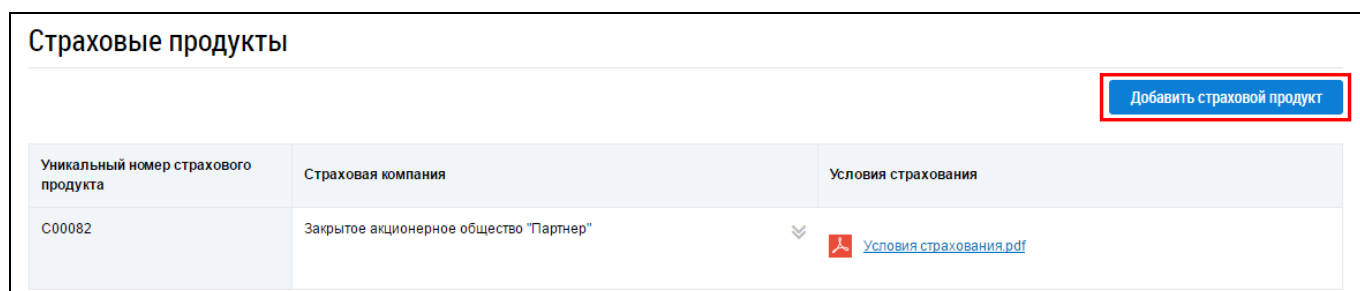 Страховые продукты
Добавить страховой продукт
Уникальный номер страхового
продукта
Страховая компания
Условия страхования
C00082
Закрытое акционерное общество "Партнер"
Условия страхования.pdf